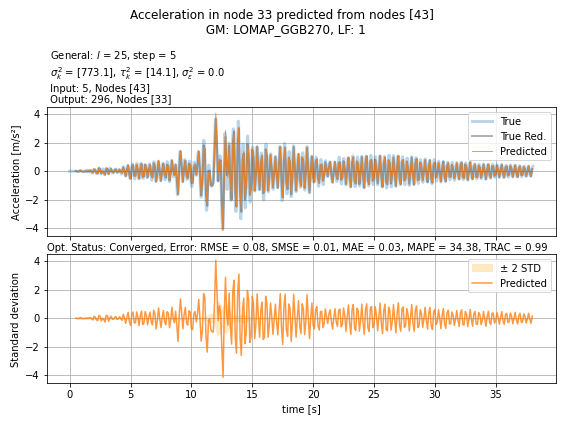 Acceleration in node 33 predicted from nodes [43]
GM: LOMAP_GGB270, LF: 1
General: l = 25, step = 5
σ²ₖ = [773.1], τ²ₖ = [14.1], σ²ε = 0.0
Input: 5, Nodes [43]
Output: 296, Nodes [33]
Acceleration [m/s²]
4
2
0
−2
−4
True
True Red.
Predicted
Opt. Status: Converged, Error: RMSE = 0.08, SMSE = 0.01, MAE = 0.03, MAPE = 34.38, TRAC = 0.99
Standard deviation
4
2
0
−2
−4
± 2 STD
Predicted
0 5 10 15 20 25 30 35
time [s]